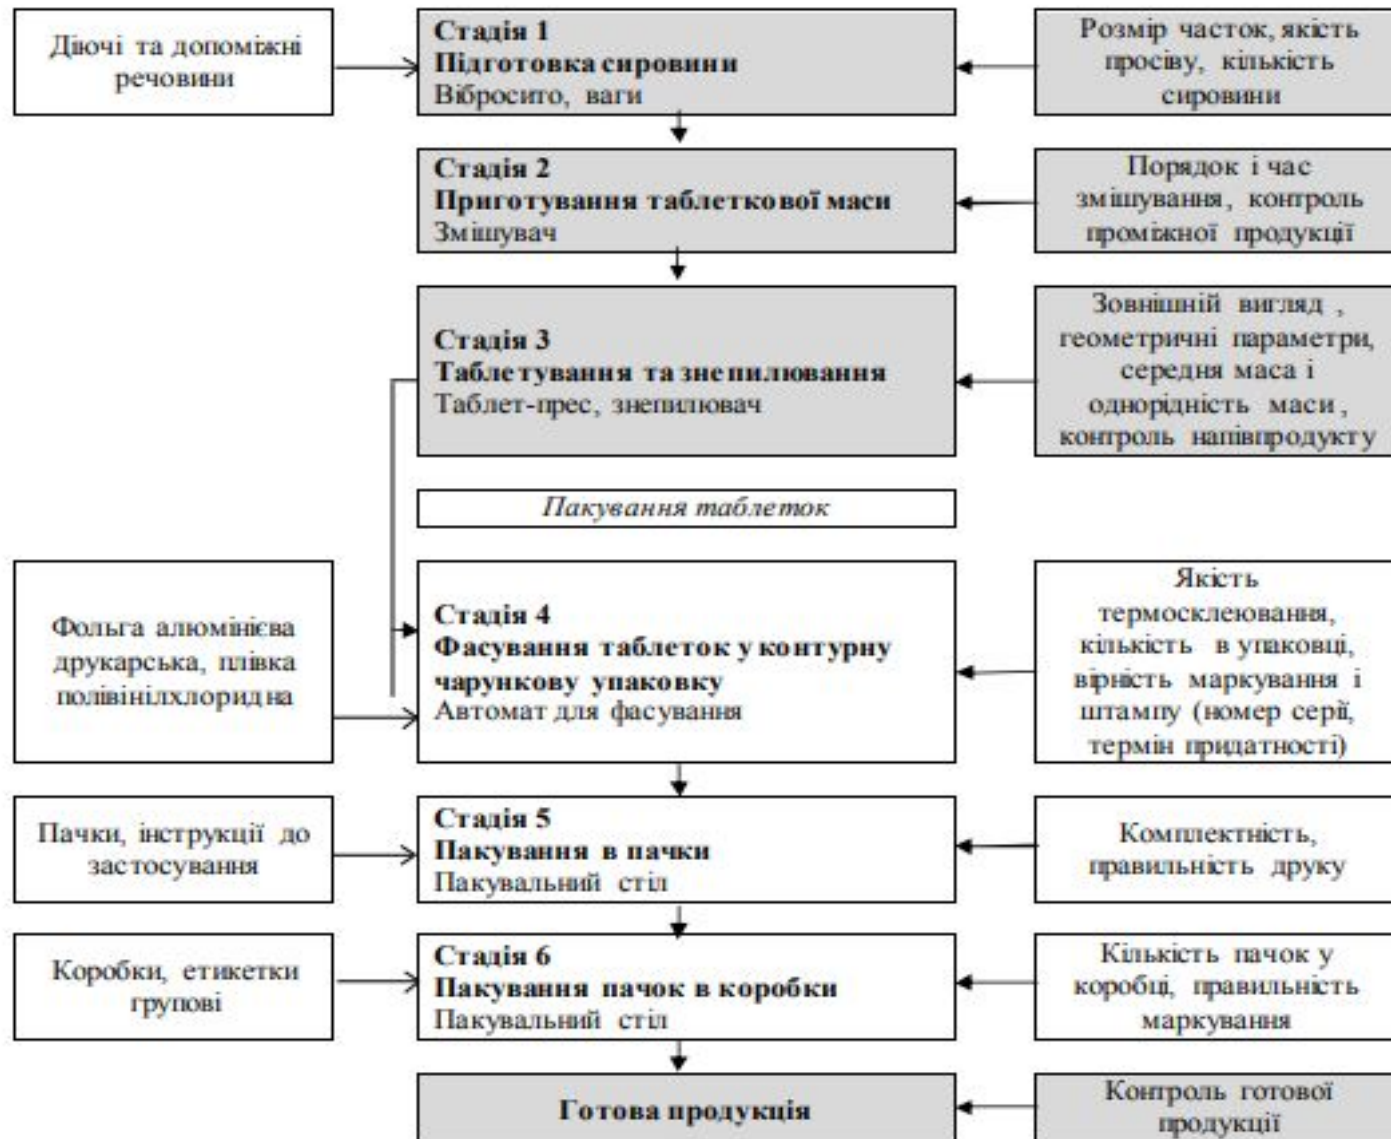 Діючі та допоміжні
речовини
Стадія 1
Підготовка сировини
Вібросито, ваги
Розмір часток, якість
просіву, кількість
сировини
Стадія 2
Приготування таблеткової маси
Змішувач
Порядок і час
змішування, контроль
проміжної продукції
Стадія 3
Таблетування та знепилювання
Таблет-прес, знепилювач
Зовнішній вигляд ,
геометричні параметри,
середня маса і
однорідність маси ,
контроль напівпродукту
Пакування таблеток
Фольга алюмінієва
друкарська, плівка
полівінілхлоридна
Стадія 4
Фасування таблеток у контурну
чарункову упаковку
Автомат для фасування
Якість
термосклеювання,
кількість в упаковці,
вірність маркування і
штампу (номер серії,
термін придатності)
Пачки, інструкції до
застосування
Стадія 5
Пакування в пачки
Пакувальний стіл
Комплектність,
правильність друку
Коробки, етикетки
групові
Стадія 6
Пакування пачок в коробки
Пакувальний стіл
Кількість пачок у
коробці, правильність
маркування
Готова продукція
Контроль готової
продукції